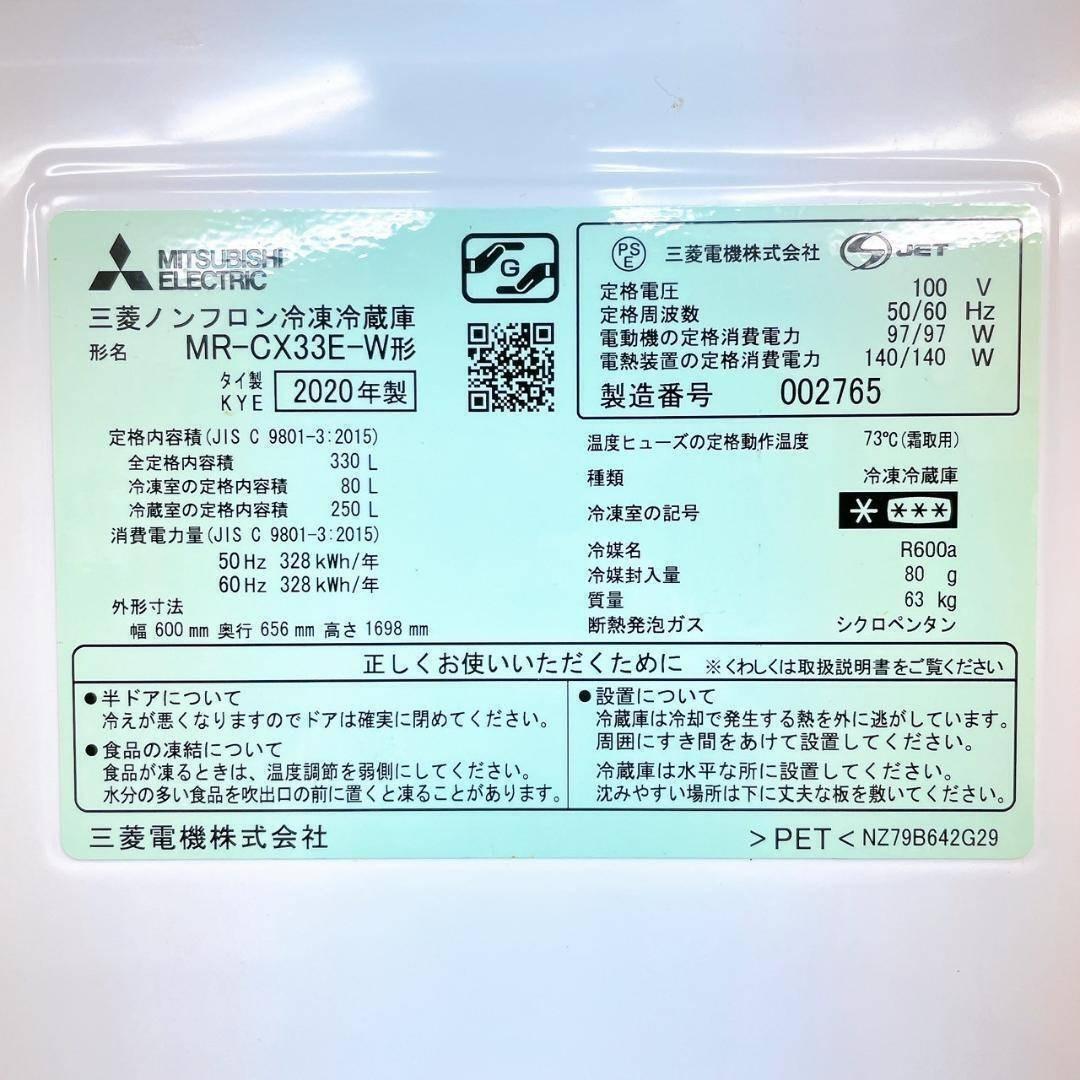 MITSUBISHI
ELECTRIC
三菱ノンフロン冷凍冷蔵庫
形名 MR-CX33E-W形
タイ製
KYE
2020年製
G
PS
E
三菱電機株式会社
S JET
定格電圧 100 V
定格周波数 50/60 Hz
電動機の定格消費電力 97/97 W
電熱装置の定格消費電力 140/140 W
製造番号 002765
定格内容積(JIS C 9801-3:2015)
全定格内容積 330 L
冷凍室の定格内容積 80 L
冷蔵室の定格内容積 250 L
消費電力量(JIS C 9801-3:2015)
50Hz 328kWh/年
60Hz 328kWh/年
外形寸法
幅 600mm 奥行 656mm 高さ 1698mm
温度ヒューズの定格動作温度 73℃(霜取用)
種類 冷凍冷蔵庫
冷凍室の記号
冷媒名 R600a
冷媒封入量 80 g
質量 63 kg
断熱発泡ガス シクロペンタン
正しくお使いいただくために ※くわしくは取扱説明書をご覧ください
●半ドアについて
冷えが悪くなりますのでドアは確実に閉めてください。
●食品の凍結について
食品が凍るときは、温度調節を弱側にしてください。
水分の多い食品を吹出口の前に置くと凍ることがあります。
●設置について
冷蔵庫は冷却で発生する熱を外に逃がしています。
周囲にすき間をあけて設置してください。
冷蔵庫は水平な所に設置してください。
沈みやすい場所は下に丈夫な板を敷いてください。
三菱電機株式会社
>PET< NZ79B642G29